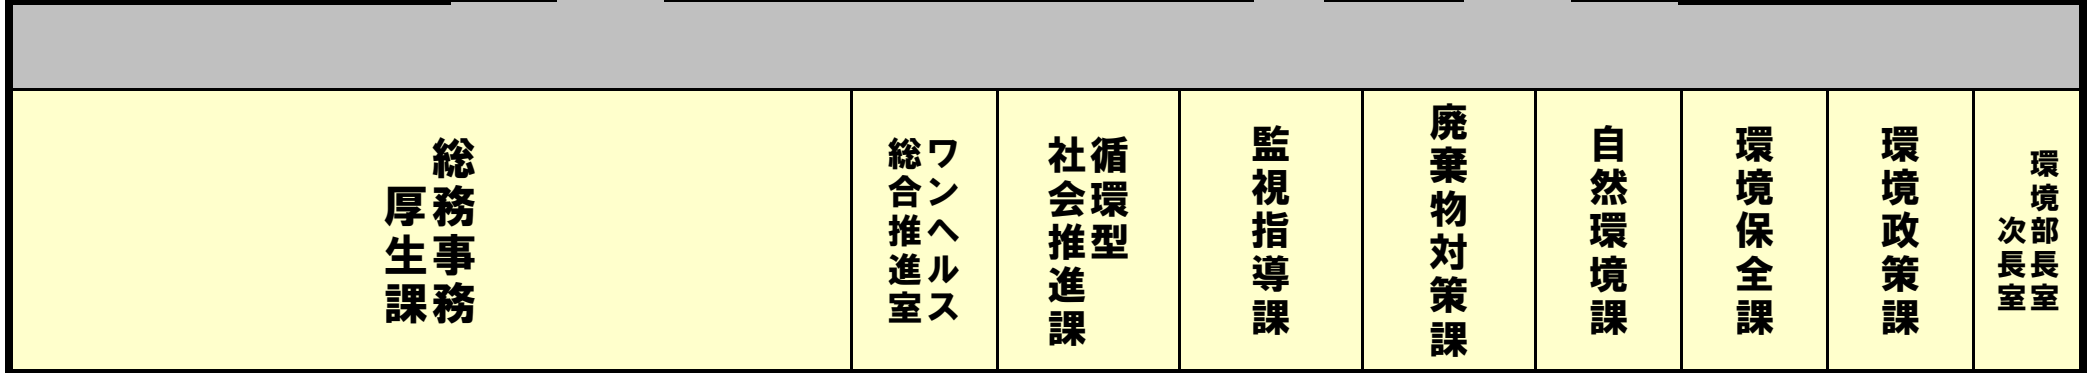 環境部長室
次長室
環境政策課
環境保全課
自然環境課
廃棄物対策課
監視指導課
循環型
社会推進課
ワンヘルス
総合推進室
総務事務
厚生課